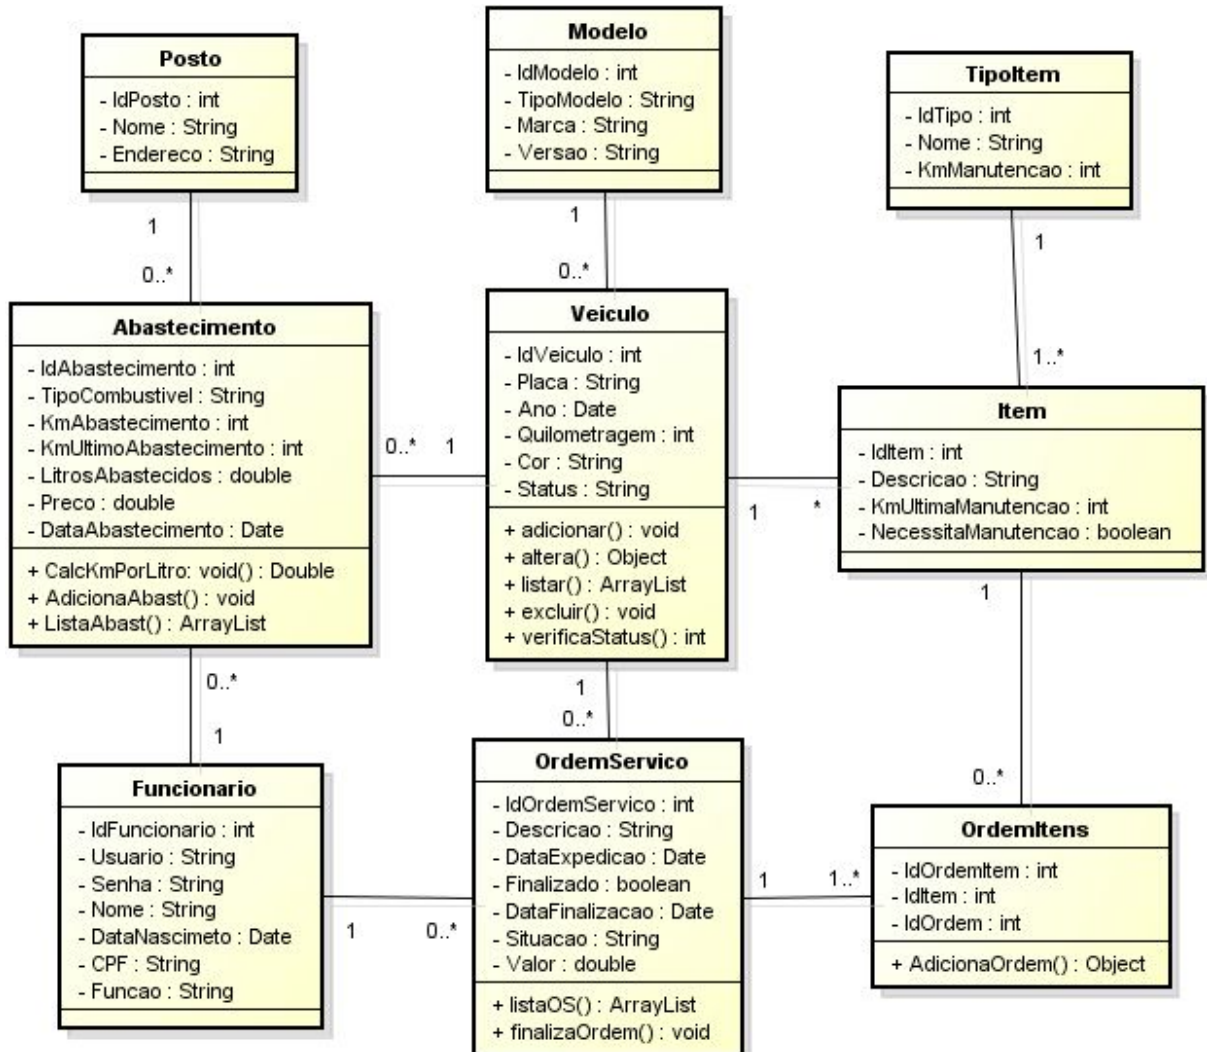 Posto
- IdPosto : int
- Nome : String
- Endereco : String
Modelo
- IdModelo : int
- TipoModelo : String
- Marca : String
- Versao : String
TipoItem
- IdTipo : int
- Nome : String
- KmManutencao : int
1
0..*
1
0..*
1
1..*
Abastecimento
- IdAbastecimento : int
- TipoCombustivel : String
- KmAbastecimento : int
- KmUltimoAbastecimento : int
- LitrosAbastecidos : double
- Preco : double
- DataAbastecimento : Date
+ CalcKmPorLitro: void() : Double
+ AdicionaAbast() : void
+ ListaAbast() : ArrayList
0..* 1
Veiculo
- IdVeiculo : int
- Placa : String
- Ano : Date
- Quilometragem : int
- Cor : String
- Status : String
+ adicionar() : void
+ altera() : Object
+ listar() : ArrayList
+ excluir() : void
+ verificaStatus() : int
1 *
Item
- IdItem : int
- Descricao : String
- KmUltimaManutencao : int
- NecessitaManutencao : boolean
0..*
1
1
0..*
1
0..*
Funcionario
- IdFuncionario : int
- Usuario : String
- Senha : String
- Nome : String
- DataNascimeto : Date
- CPF : String
- Funcao : String
1 0..*
OrdemServico
- IdOrdemServico : int
- Descricao : String
- DataExpedicao : Date
- Finalizado : boolean
- DataFinalizacao : Date
- Situacao : String
- Valor : double
+ listaOS() : ArrayList
+ finalizaOrdem() : void
1 1..*
OrdemItens
- IdOrdemItem : int
- IdItem : int
- IdOrdem : int
+ AdicionaOrdem() : Object